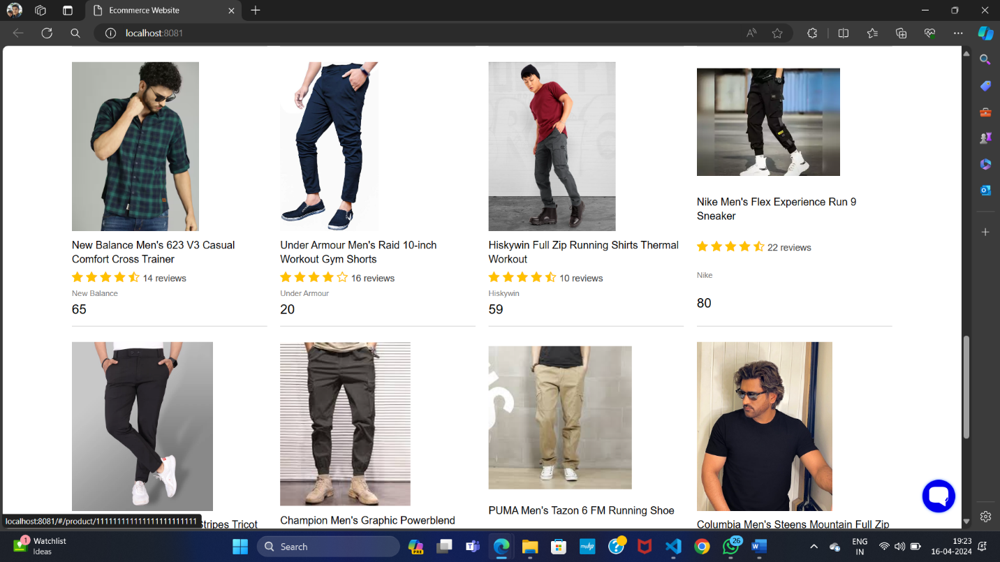 Ecommerce Website
localhost:8081
New Balance Men's 623 V3 Casual
Comfort Cross Trainer
14 reviews
New Balance
65
Under Armour Men's Raid 10-inch
Workout Gym Shorts
16 reviews
Under Armour
20
Hiskywin Full Zip Running Shirts Thermal
Workout
10 reviews
Hiskywin
59
Nike Men's Flex Experience Run 9
Sneaker
22 reviews
Nike
80
Stripes Tricot
Champion Men's Graphic Powerblend
PUMA Men's Tazon 6 FM Running Shoe
Columbia Men's Steens Mountain Full Zip
localhost:8081/#/product/111111111111111111111111
1
Watchlist
Ideas
Search
PRE
myhp
26
ENG
IN
19:23
16-04-2024